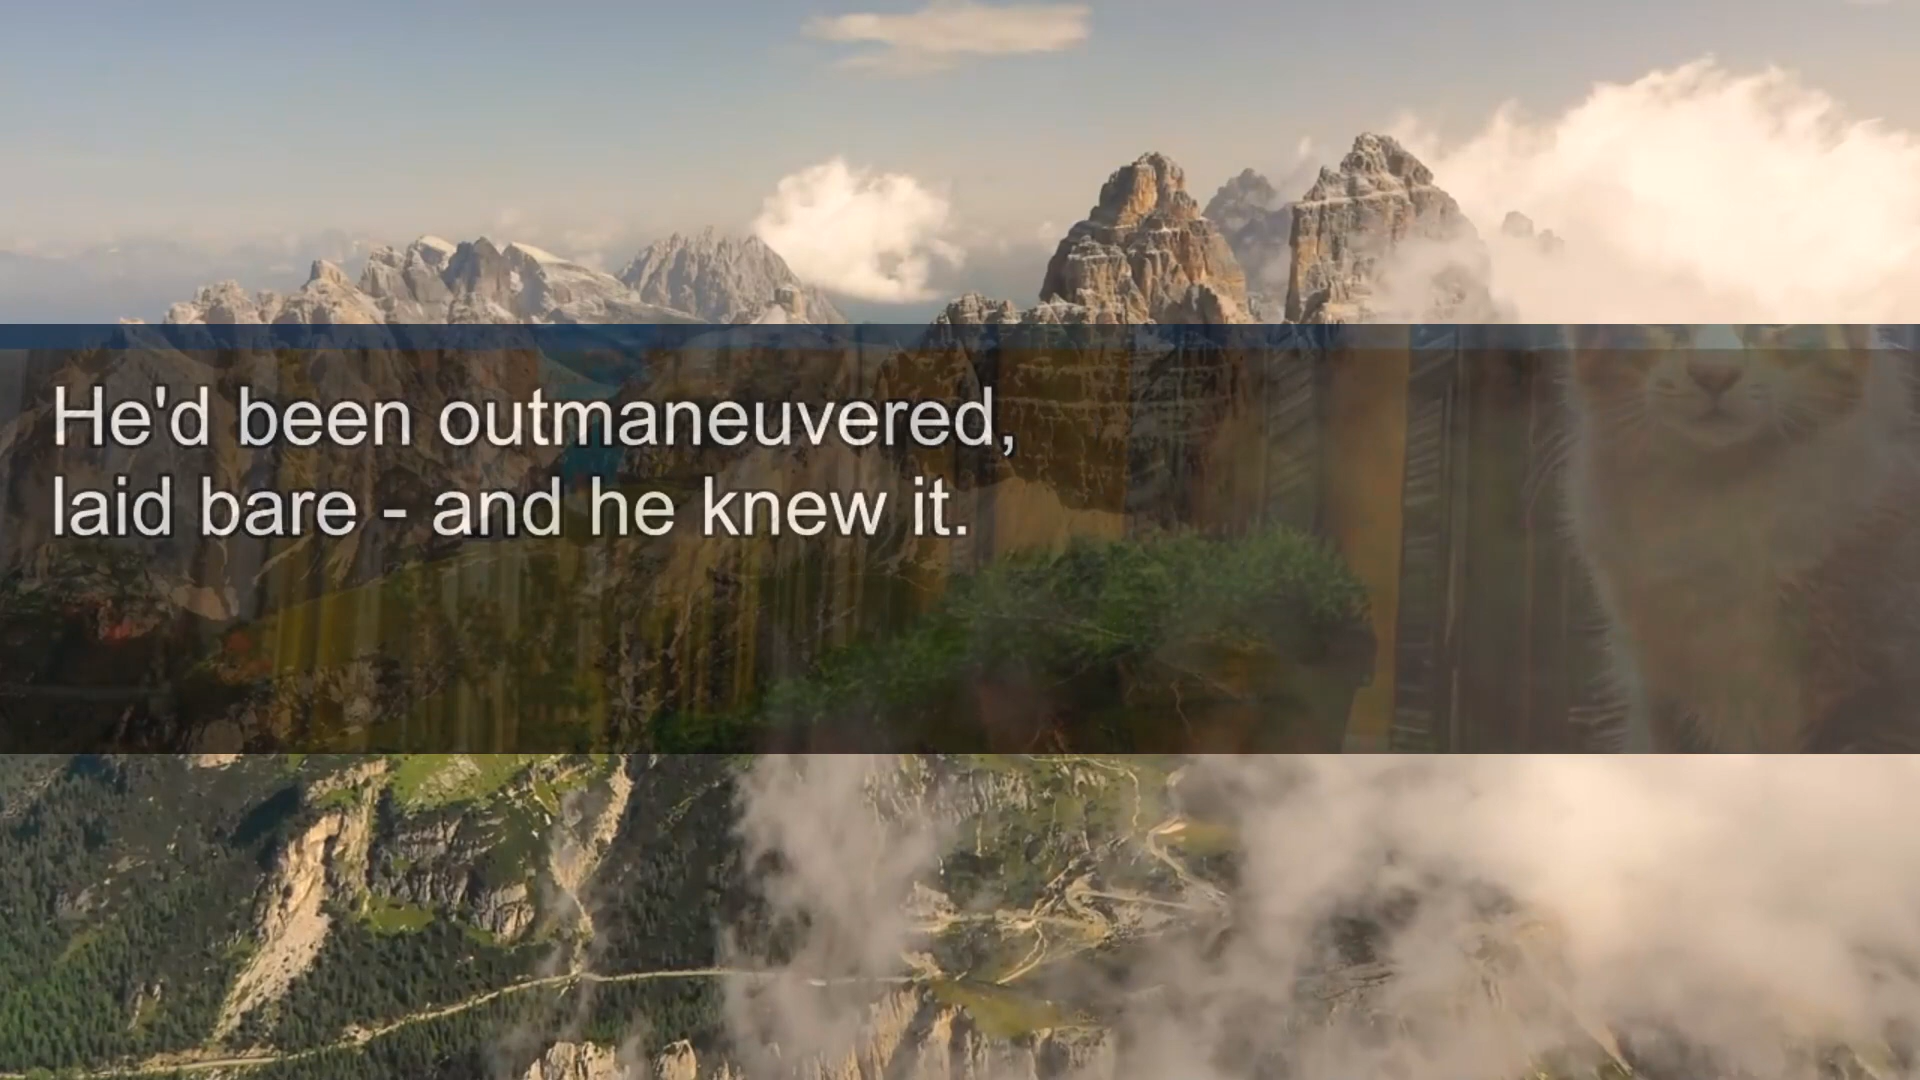 He'd been outmaneuvered,
laid bare - and he knew it.